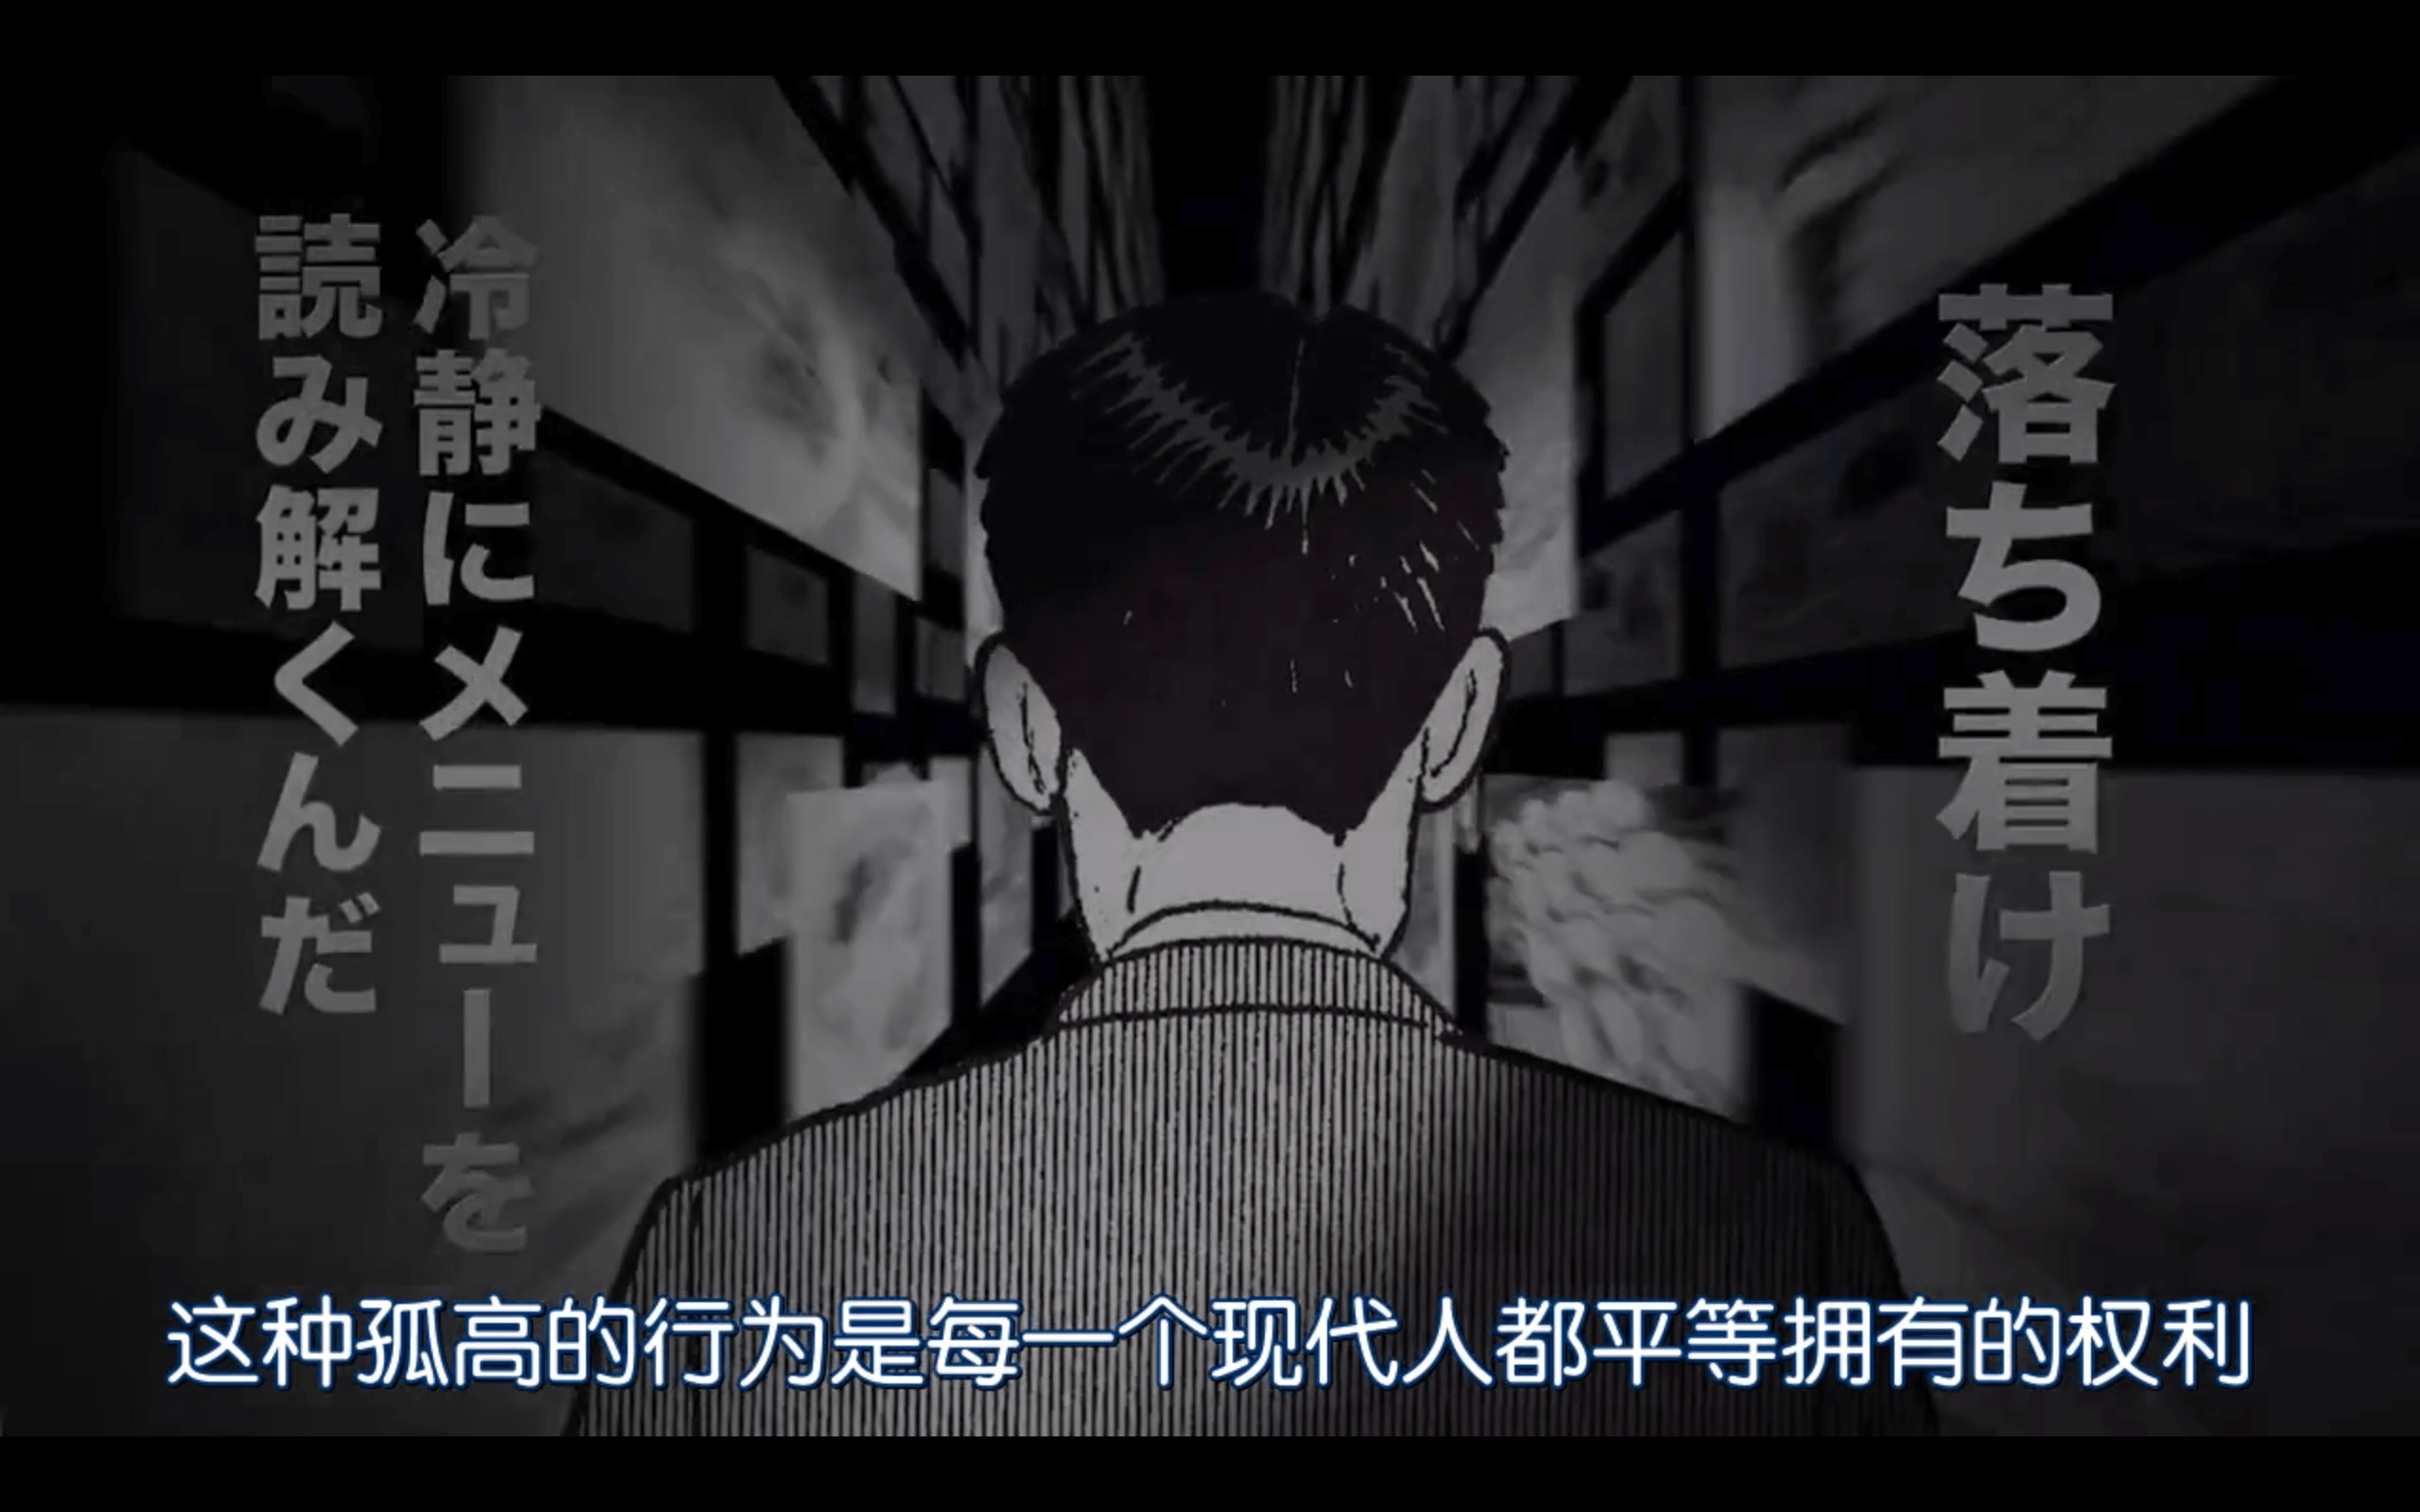 落ち着け
冷静にメニューを
読み解くんだ
这种孤高的行为是每一个现代人都平等拥有的权利